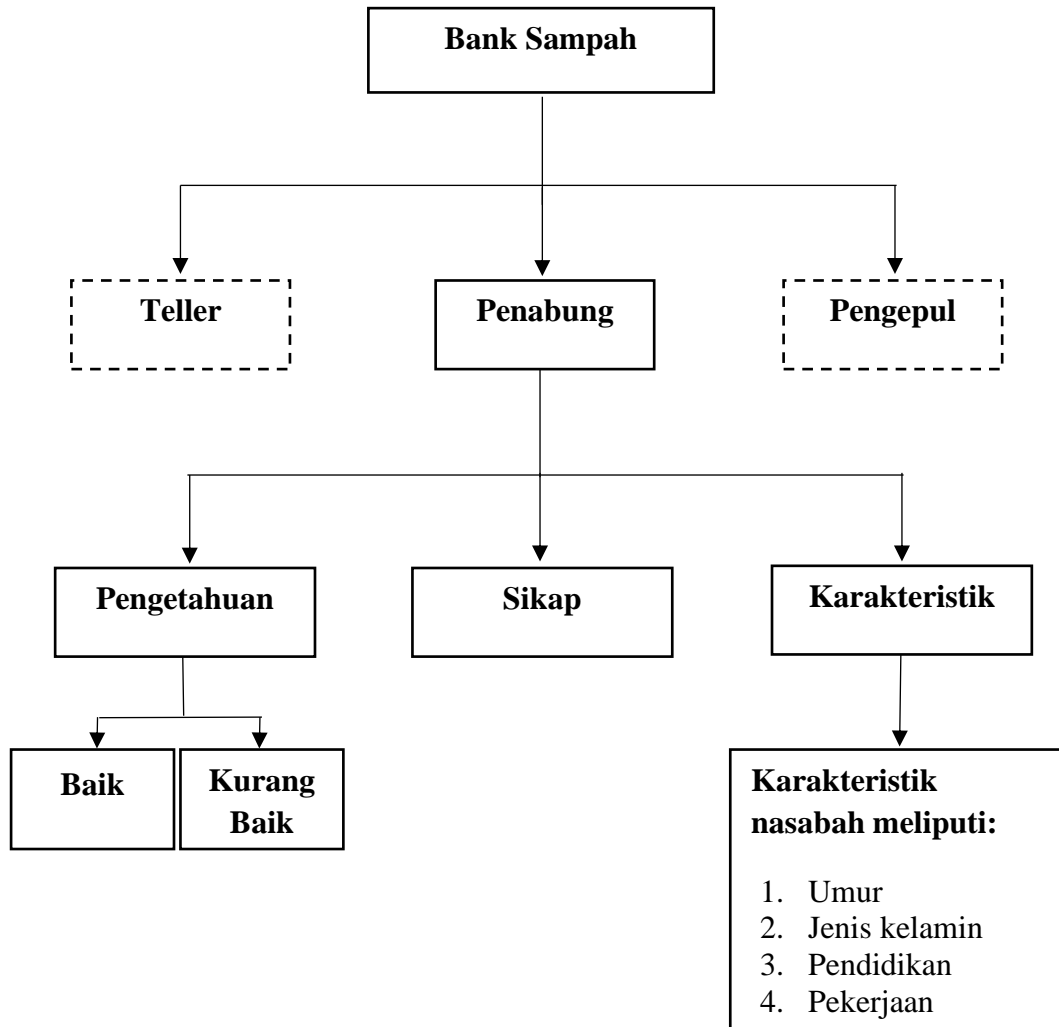 Bank Sampah
Teller
Penabung
Pengepul
Pengetahuan
Sikap
Karakteristik
Baik
Kurang
Baik
Karakteristik
nasabah meliputi:
1. Umur
2. Jenis kelamin
3. Pendidikan
4. Pekerjaan